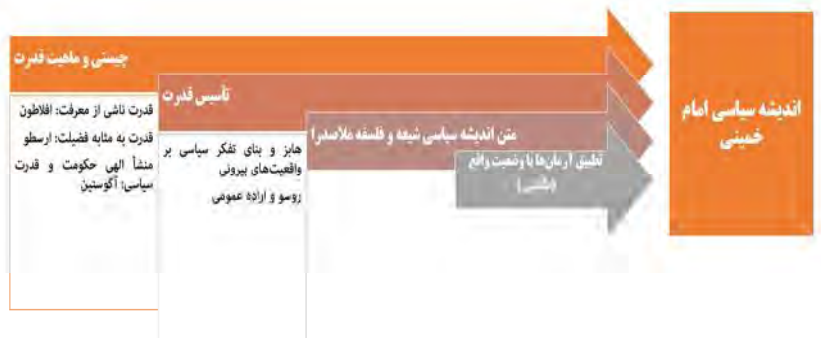 چیستی و ماهیت قدرت
قدرت ناشی از معرفت: افلاطون
قدرت به مثابه فضیلت: ارسطو
منشأ الهی حکومت و قدرت
سیاسی: آگوستین
تأسیس قدرت
هابز و بنای تفکر سیاسی بر
واقعیت‌های بیرونی
روسو و اراده عمومی
متن اندیشه سیاسی شیعه و فلسفه ملاصدرا
تطبیق آرمان‌ها با وضعیت واقع
اندیشه سیاسی امام
خمینی